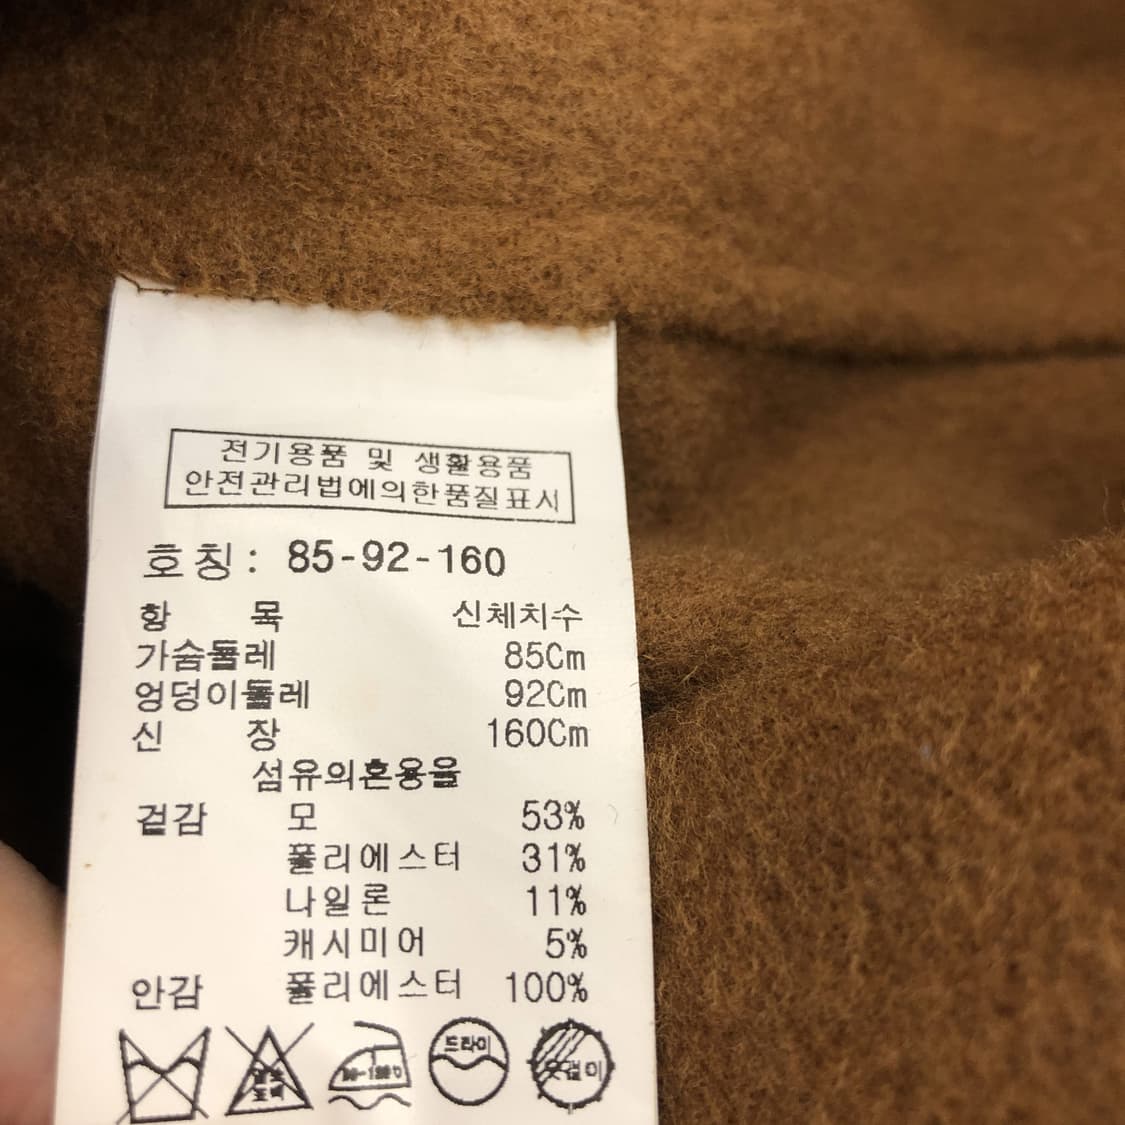 전기용품 및 생활용품
안전관리법에의한품질표시
호칭: 85-92-160
항 목 신체치수
가슴둘레 85Cm
엉덩이둘레 92Cm
신 장 160Cm
섬유의혼용율
겉감 모 53%
폴리에스터 31%
나일론 11%
캐시미어 5%
안감 폴리에스터 100%
드라이
옷걸이